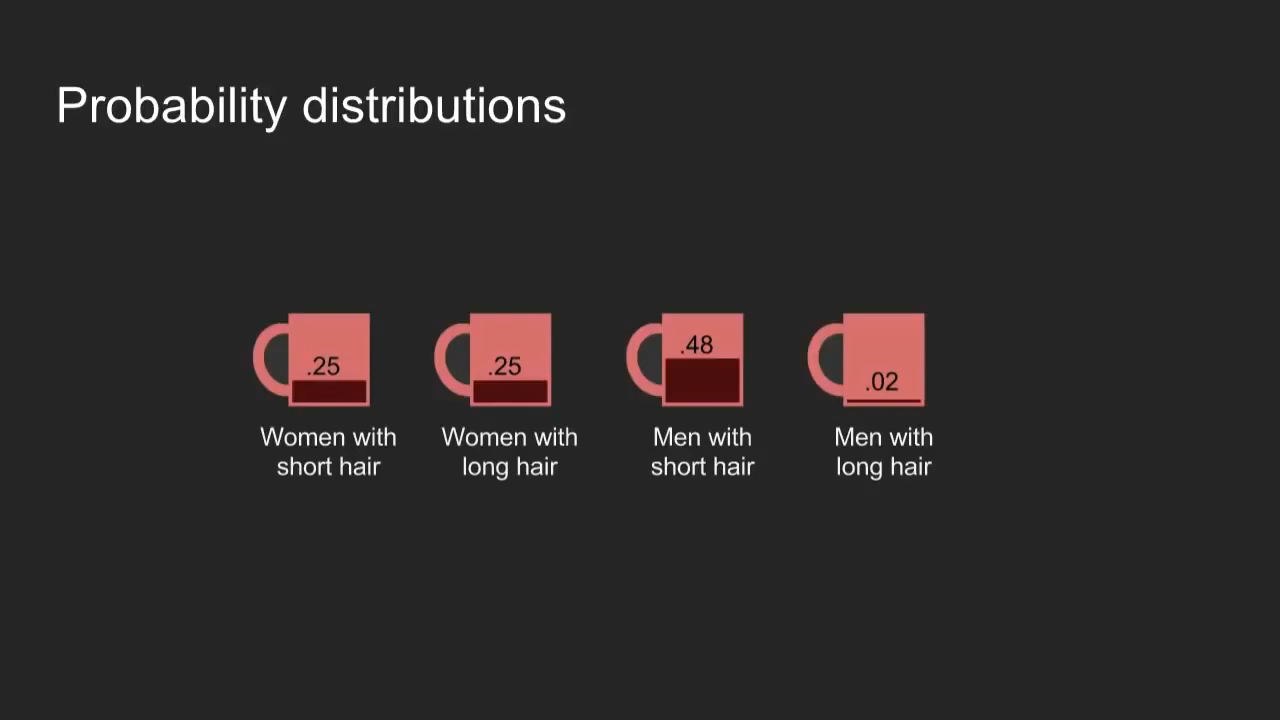 Probability distributions
.25
.25
.48
.02
Women with
short hair
Women with
long hair
Men with
short hair
Men with
long hair